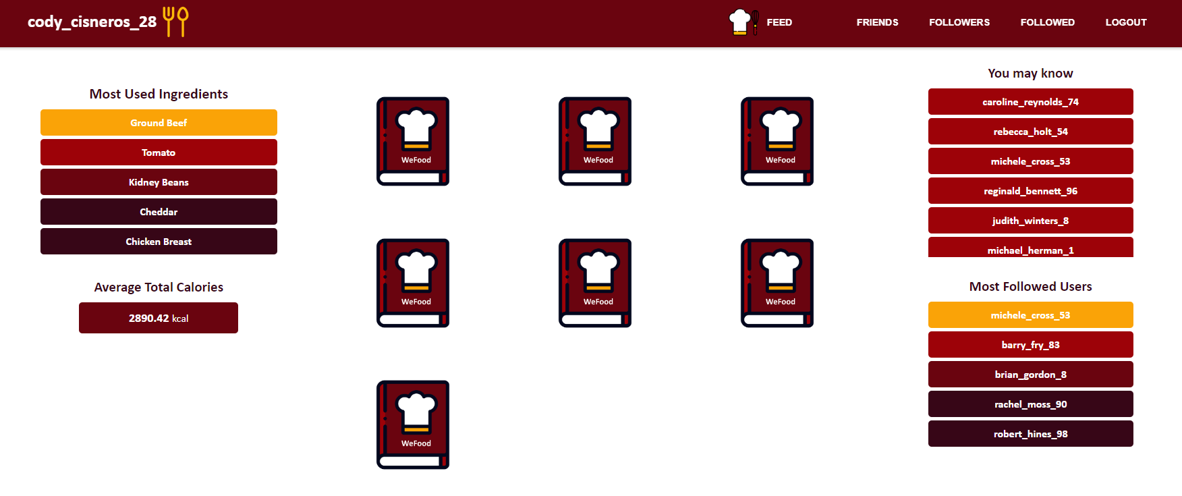 cody_cisneros_28
FEED
FRIENDS
FOLLOWERS
FOLLOWED
LOGOUT
Most Used Ingredients
Ground Beef
Tomato
Kidney Beans
Cheddar
Chicken Breast
Average Total Calories
2890.42 kcal
WeFood
WeFood
WeFood
WeFood
WeFood
WeFood
WeFood
You may know
caroline_reynolds_74
rebecca_holt_54
michele_cross_53
reginald_bennett_96
judith_winters_8
michael_herman_1
Most Followed Users
michele_cross_53
barry_fry_83
brian_gordon_8
rachel_moss_90
robert_hines_98